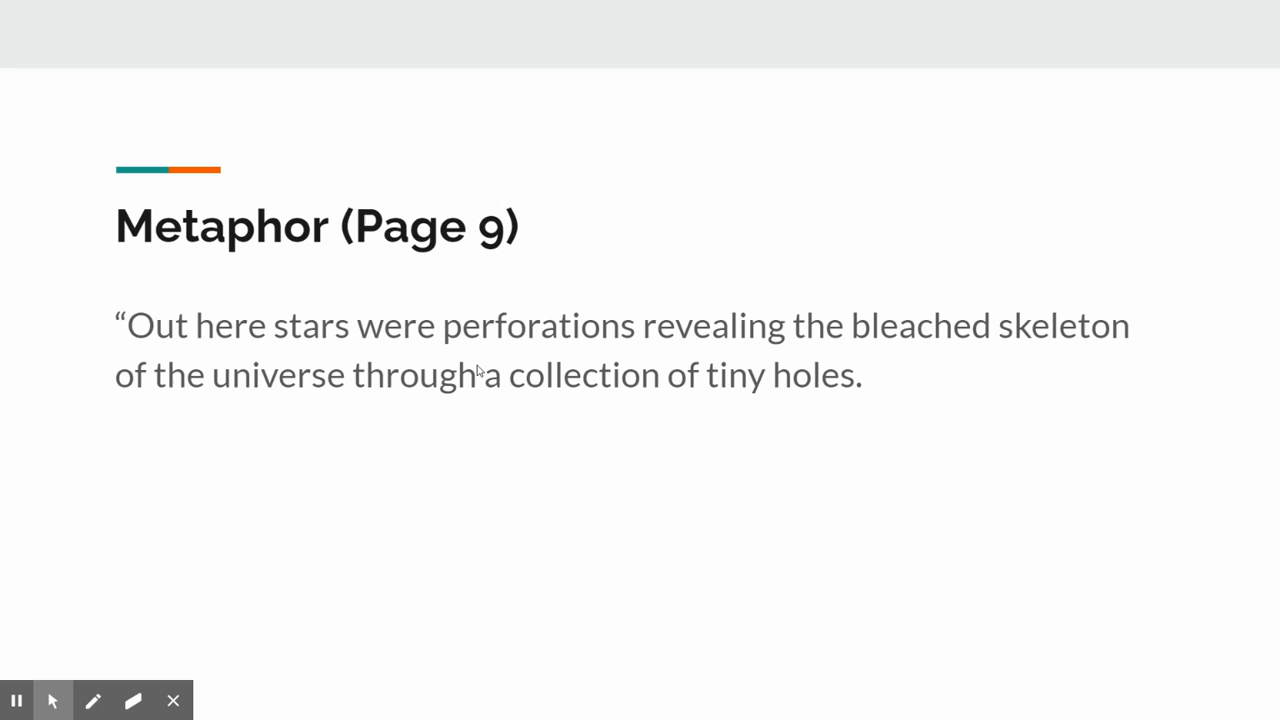 Metaphor (Page 9)
“Out here stars were perforations revealing the bleached skeleton
of the universe through a collection of tiny holes.